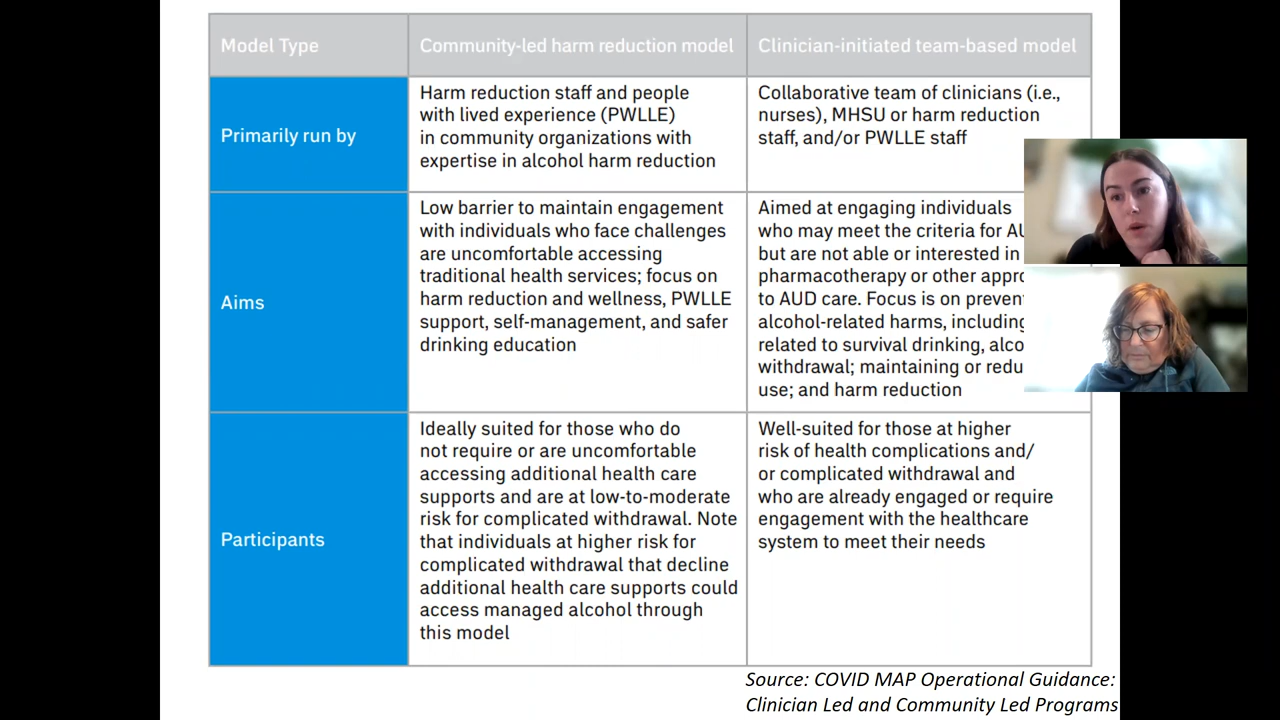 Model Type
Community-led harm reduction model
Clinician-initiated team-based model
Primarily run by
Harm reduction staff and people
with lived experience (PWLLE)
in community organizations with
expertise in alcohol harm reduction
Collaborative team of clinicians (i.e.,
nurses), MHSU or harm reduction
staff, and/or PWLLE staff
Aims
Low barrier to maintain engagement
with individuals who face challenges
are uncomfortable accessing
traditional health services; focus on
harm reduction and wellness, PWLLE
support, self-management, and safer
drinking education
Aimed at engaging individuals
who may meet the criteria for
but are not able or interested in
pharmacotherapy or other
to AUD care. Focus is on
alcohol-related harms, including
related to survival drinking,
withdrawal; maintaining or
use; and harm reduction
Participants
Ideally suited for those who do
not require or are uncomfortable
accessing additional health care
supports and are at low-to-moderate
risk for complicated withdrawal. Note
that individuals at higher risk for
complicated withdrawal that decline
additional health care supports could
access managed alcohol through
this model
Well-suited for those at higher
risk of health complications and/
or complicated withdrawal and
who are already engaged or require
engagement with the healthcare
system to meet their needs
Source: COVID MAP Operational Guidance:
Clinician Led and Community Led Programs